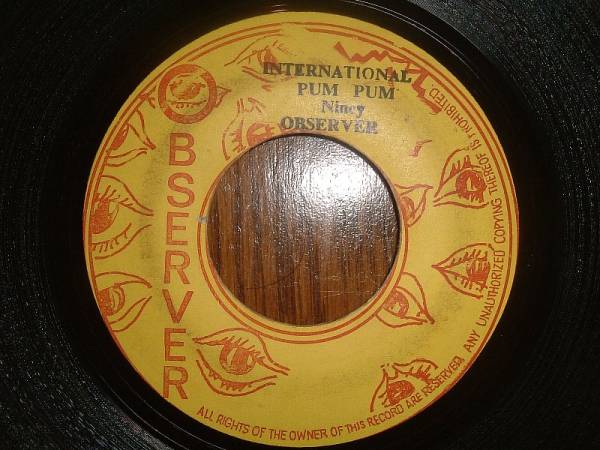 INTERNATIONAL
PUM PUM
Niney
OBSERVER
OBSERVER
ALL RIGHTS OF THE OWNER OF THIS RECORD ARE RESERVED. ANY UNAUTHORIZED COPYING THEREOF IS PROHIBITED.